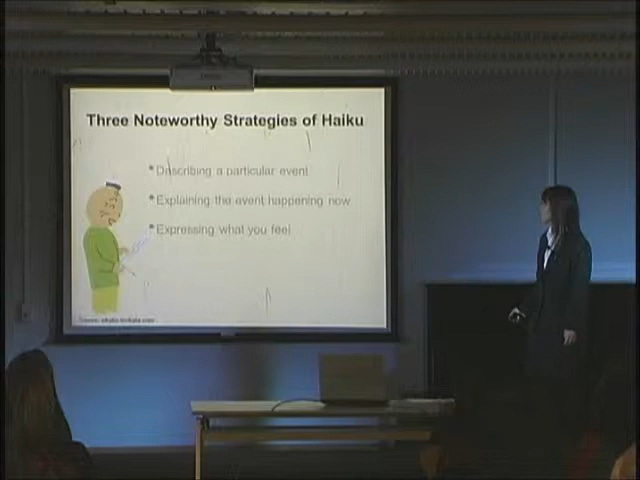 Three Noteworthy Strategies of Haiku
* Describing a particular event
* Explaining the event happening now
* Expressing what you feel